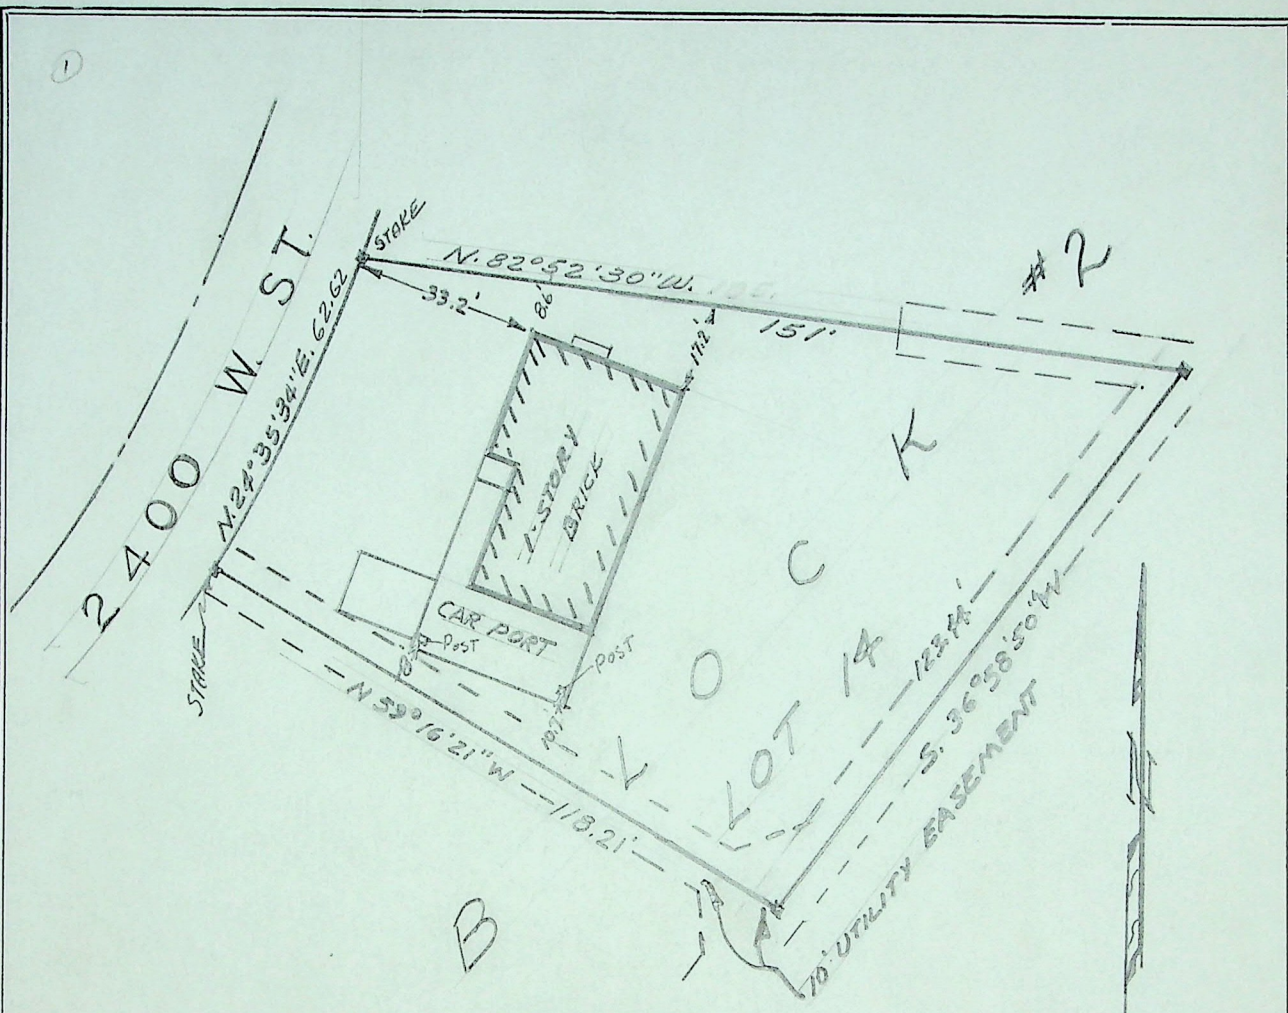 1
STAKE
# 2
N. 82°52'30"W.
151'
33.2'
8.6'
17.2'
2400 W. ST.
N. 24°35'34"E. 62.62
1-STORY
BRICK
CAR PORT
POST
POST
STAKE
N 59°16'21"W -- 118.21'
BLOCK
LOT 14
S. 36°58'50"W
10' UTILITY EASEMENT